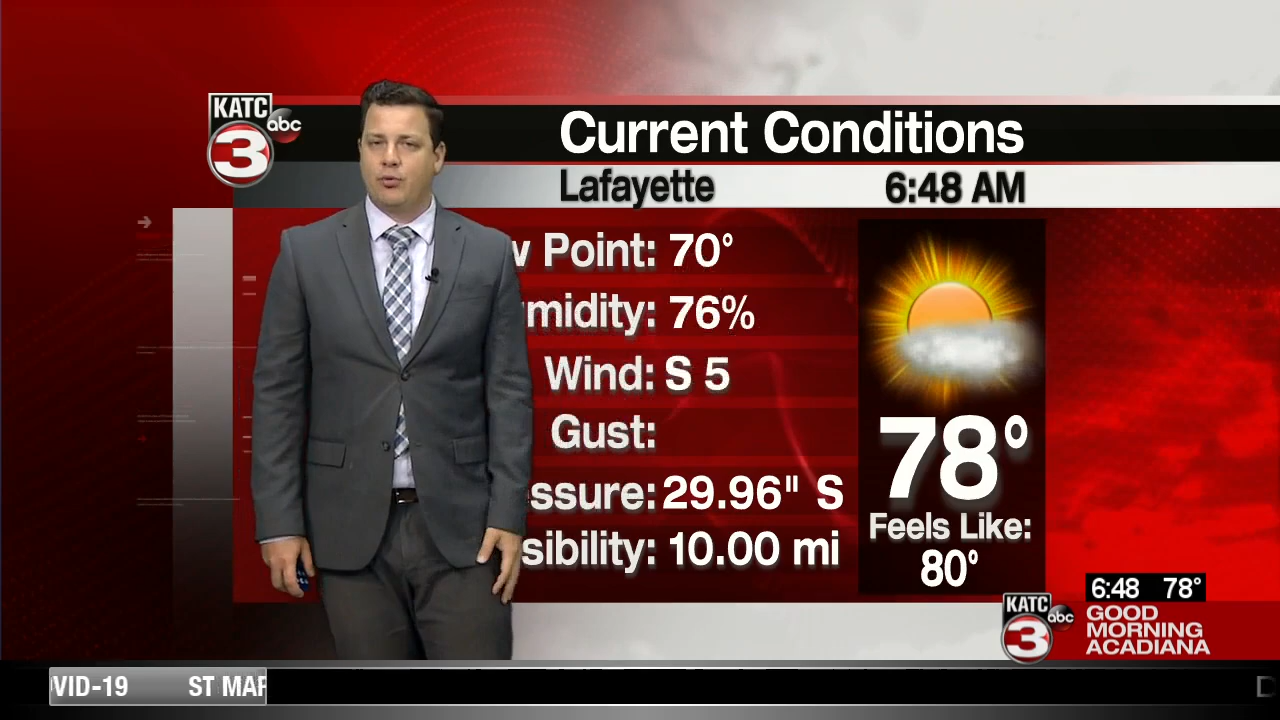 KATC
abc
3
Current Conditions
Lafayette 6:48 AM
Point: 70°
midity: 76%
Wind: S 5
Gust:
ssure: 29.96" S
sibility: 10.00 mi
78°
Feels Like:
80°
6:48 78°
KATC
abc
3
GOOD
MORNING
ACADIANA
VID-19 ST MAR